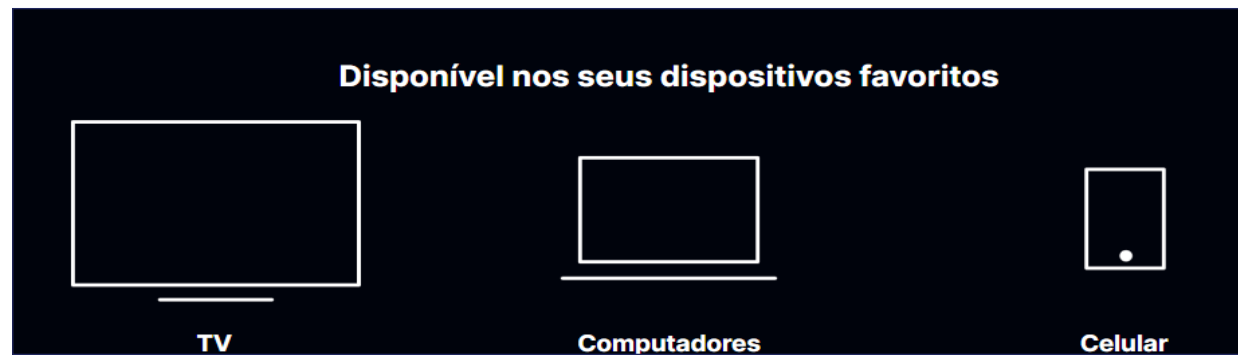 Disponível nos seus dispositivos favoritos
TV
Computadores
Celular